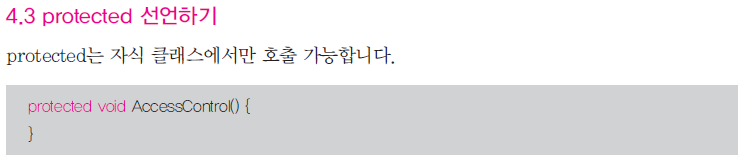 4.3 protected 선언하기
protected는 자식 클래스에서만 호출 가능합니다.
protected void AccessControl() {
}